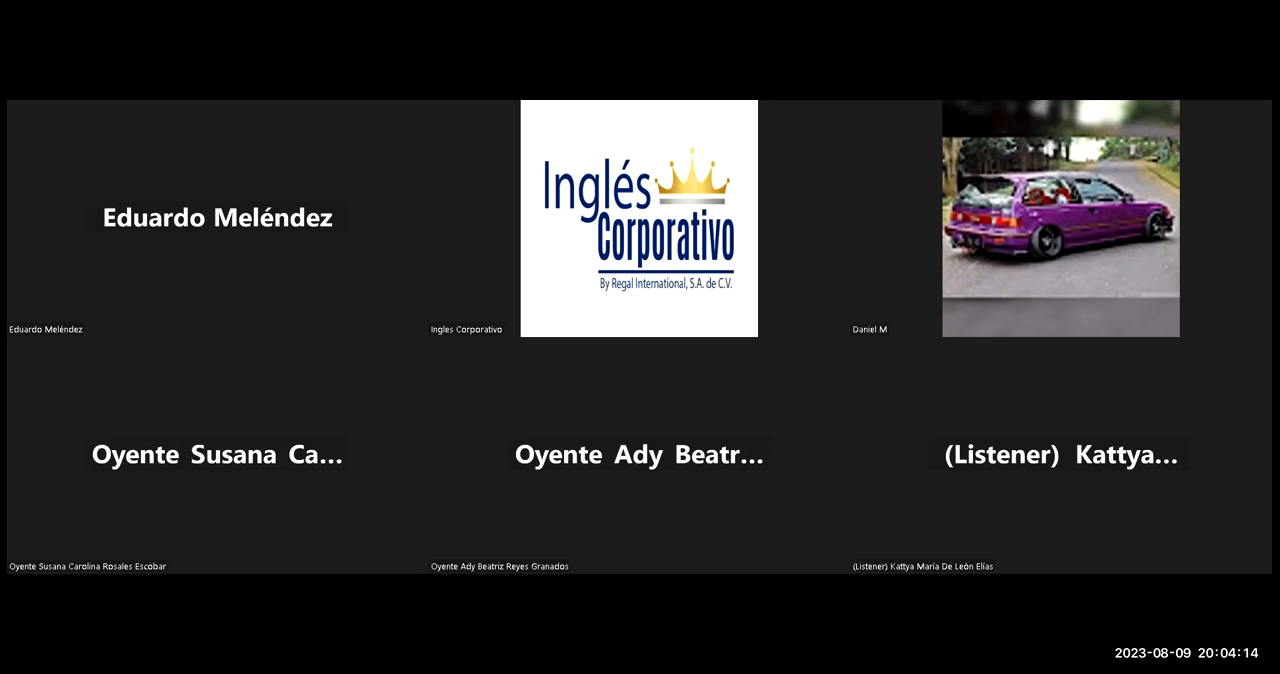 Eduardo Meléndez
Eduardo Meléndez
Inglés
Corporativo
By Regal International, S.A. de C.V.
Ingles Corporativo
Daniel M
Oyente Susana Ca...
Oyente Ady Beatr...
(Listener) Kattya...
Oyente Susana Carolina Rosales Escobar
Oyente Ady Beatriz Reyes Granados
(Listener) Kattya María De León Elías
2023-08-09 20:04:14